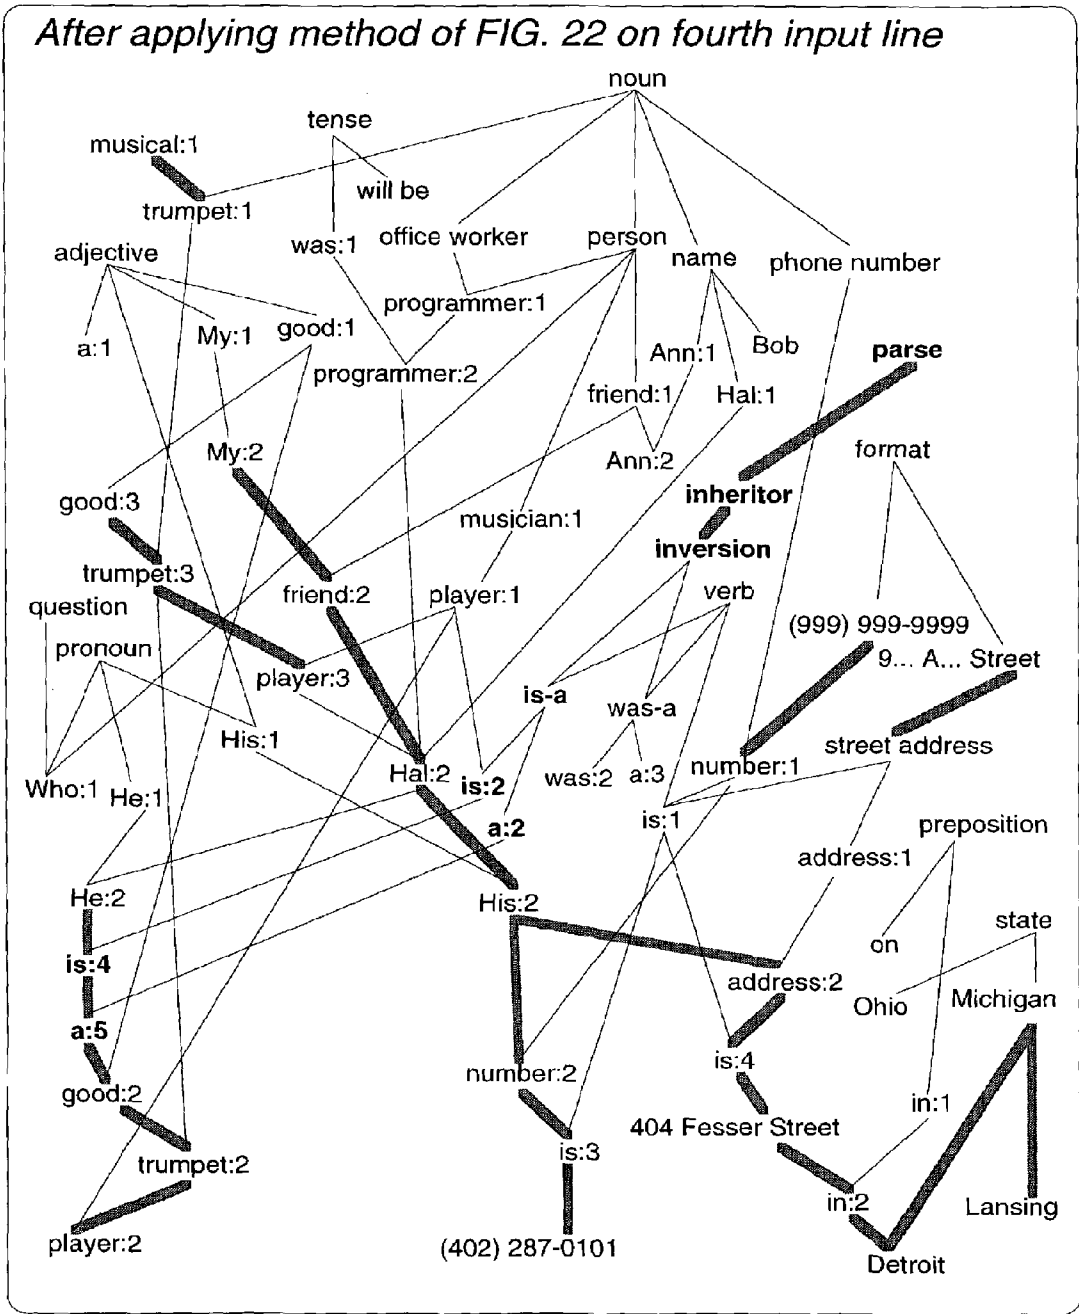 After applying method of FIG. 22 on fourth input line
noun
tense
musical:1
will be
trumpet:1
office worker
person
was:1
adjective
name
phone number
programmer:1
good:1
My:1
a:1
Bob
Ann:1
parse
programmer:2
friend:1
Hal:1
format
My:2
Ann:2
inheritor
good:3
musician:1
inversion
trumpet:3
verb
friend:2
player:1
question
(999) 999-9999
pronoun
9... A... Street
player:3
is-a
was-a
His:1
street address
number:1
Hal:2
was:2
a:3
is:2
Who:1
He:1
is:1
preposition
a:2
address:1
He:2
His:2
state
on
is:4
address:2
Michigan
Ohio
a:5
is:4
number:2
good:2
in:1
404 Fesser Street
is:3
trumpet:2
in:2
Lansing
player:2
(402) 287-0101
Detroit